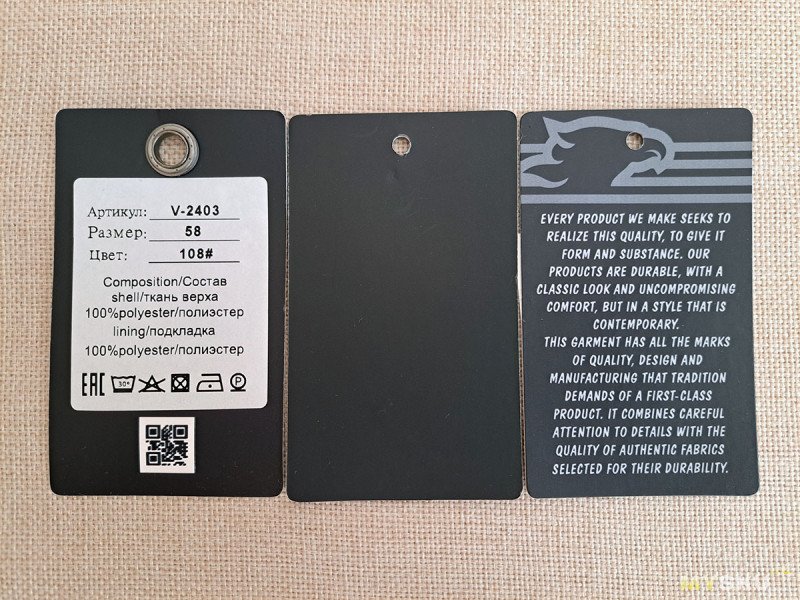 Артикул: V-2403
Размер: 58
Цвет: 108#
Composition/Состав
shell/ткань верха
100%polyester/полиэстер
lining/подкладка
100%polyester/полиэстер
EAC 30°
EVERY PRODUCT WE MAKE SEEKS TO
REALIZE THIS QUALITY, TO GIVE IT
FORM AND SUBSTANCE. OUR
PRODUCTS ARE DURABLE, WITH A
CLASSIC LOOK AND UNCOMPROMISING
COMFORT, BUT IN A STYLE THAT IS
CONTEMPORARY.
THIS GARMENT HAS ALL THE MARKS
OF QUALITY, DESIGN AND
MANUFACTURING THAT TRADITION
DEMANDS OF A FIRST-CLASS
PRODUCT. IT COMBINES CAREFUL
ATTENTION TO DETAILS WITH THE
QUALITY OF AUTHENTIC FABRICS
SELECTED FOR THEIR DURABILITY.